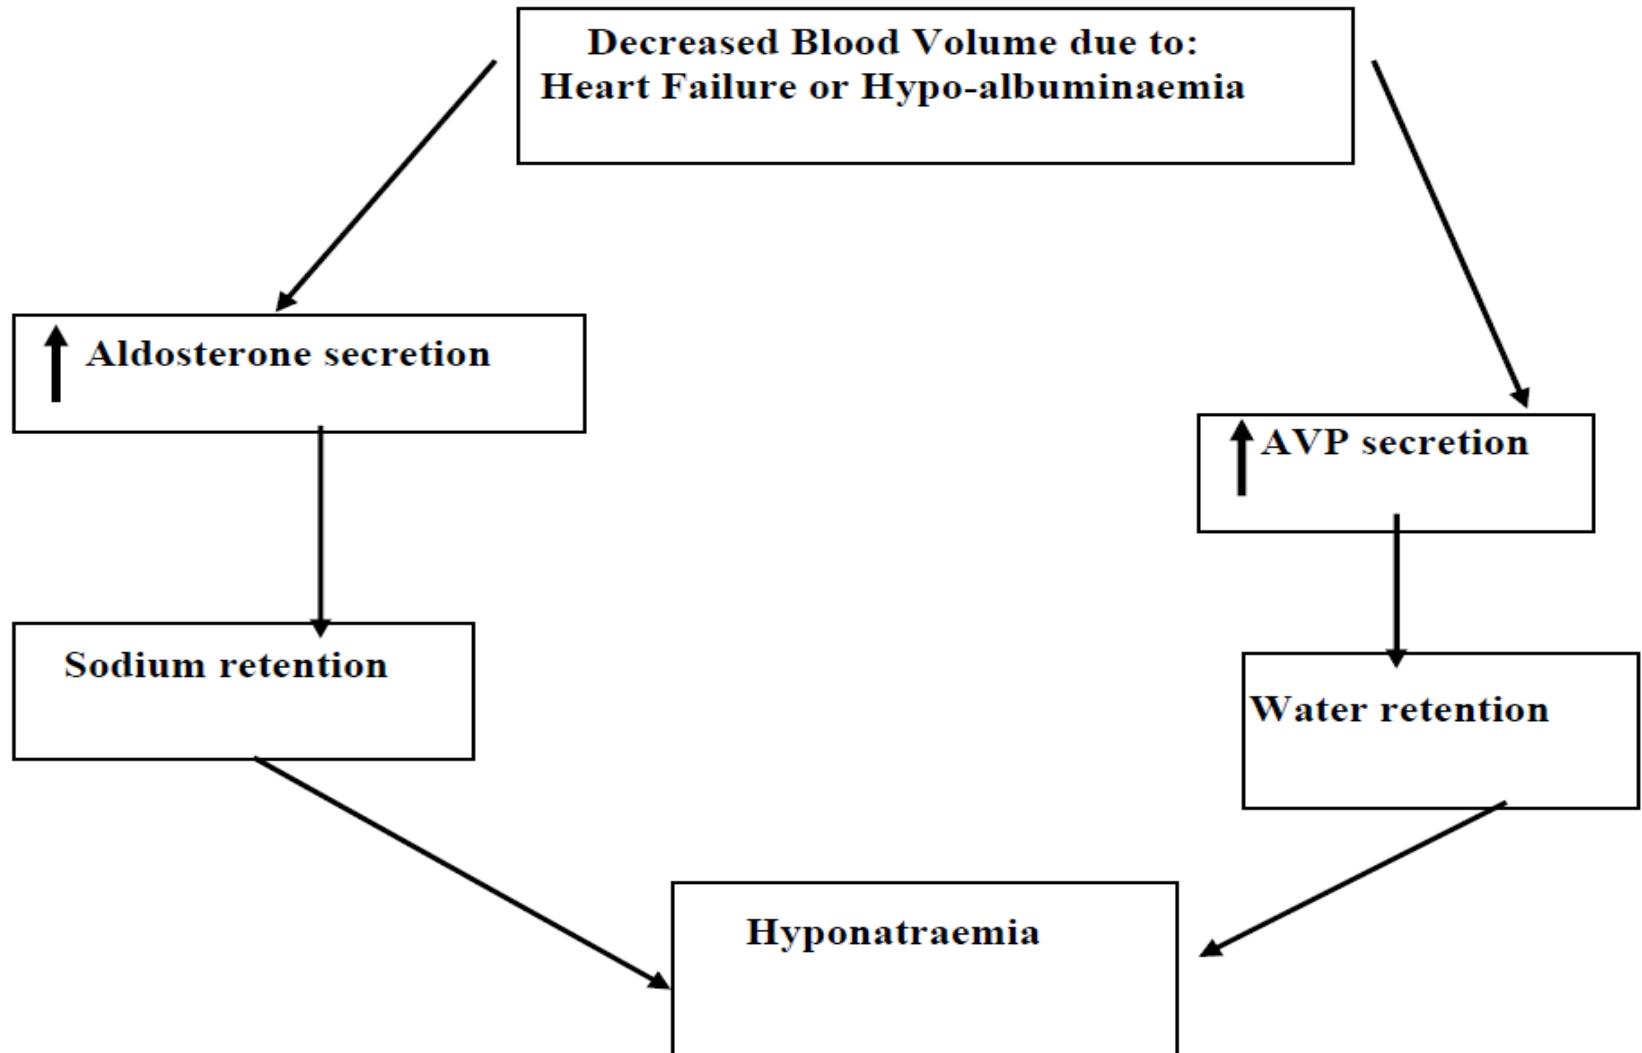 Decreased Blood Volume due to:
Heart Failure or Hypo-albuminaemia
Aldosterone secretion
AVP secretion
Sodium retention
Water retention
Hyponatraemia